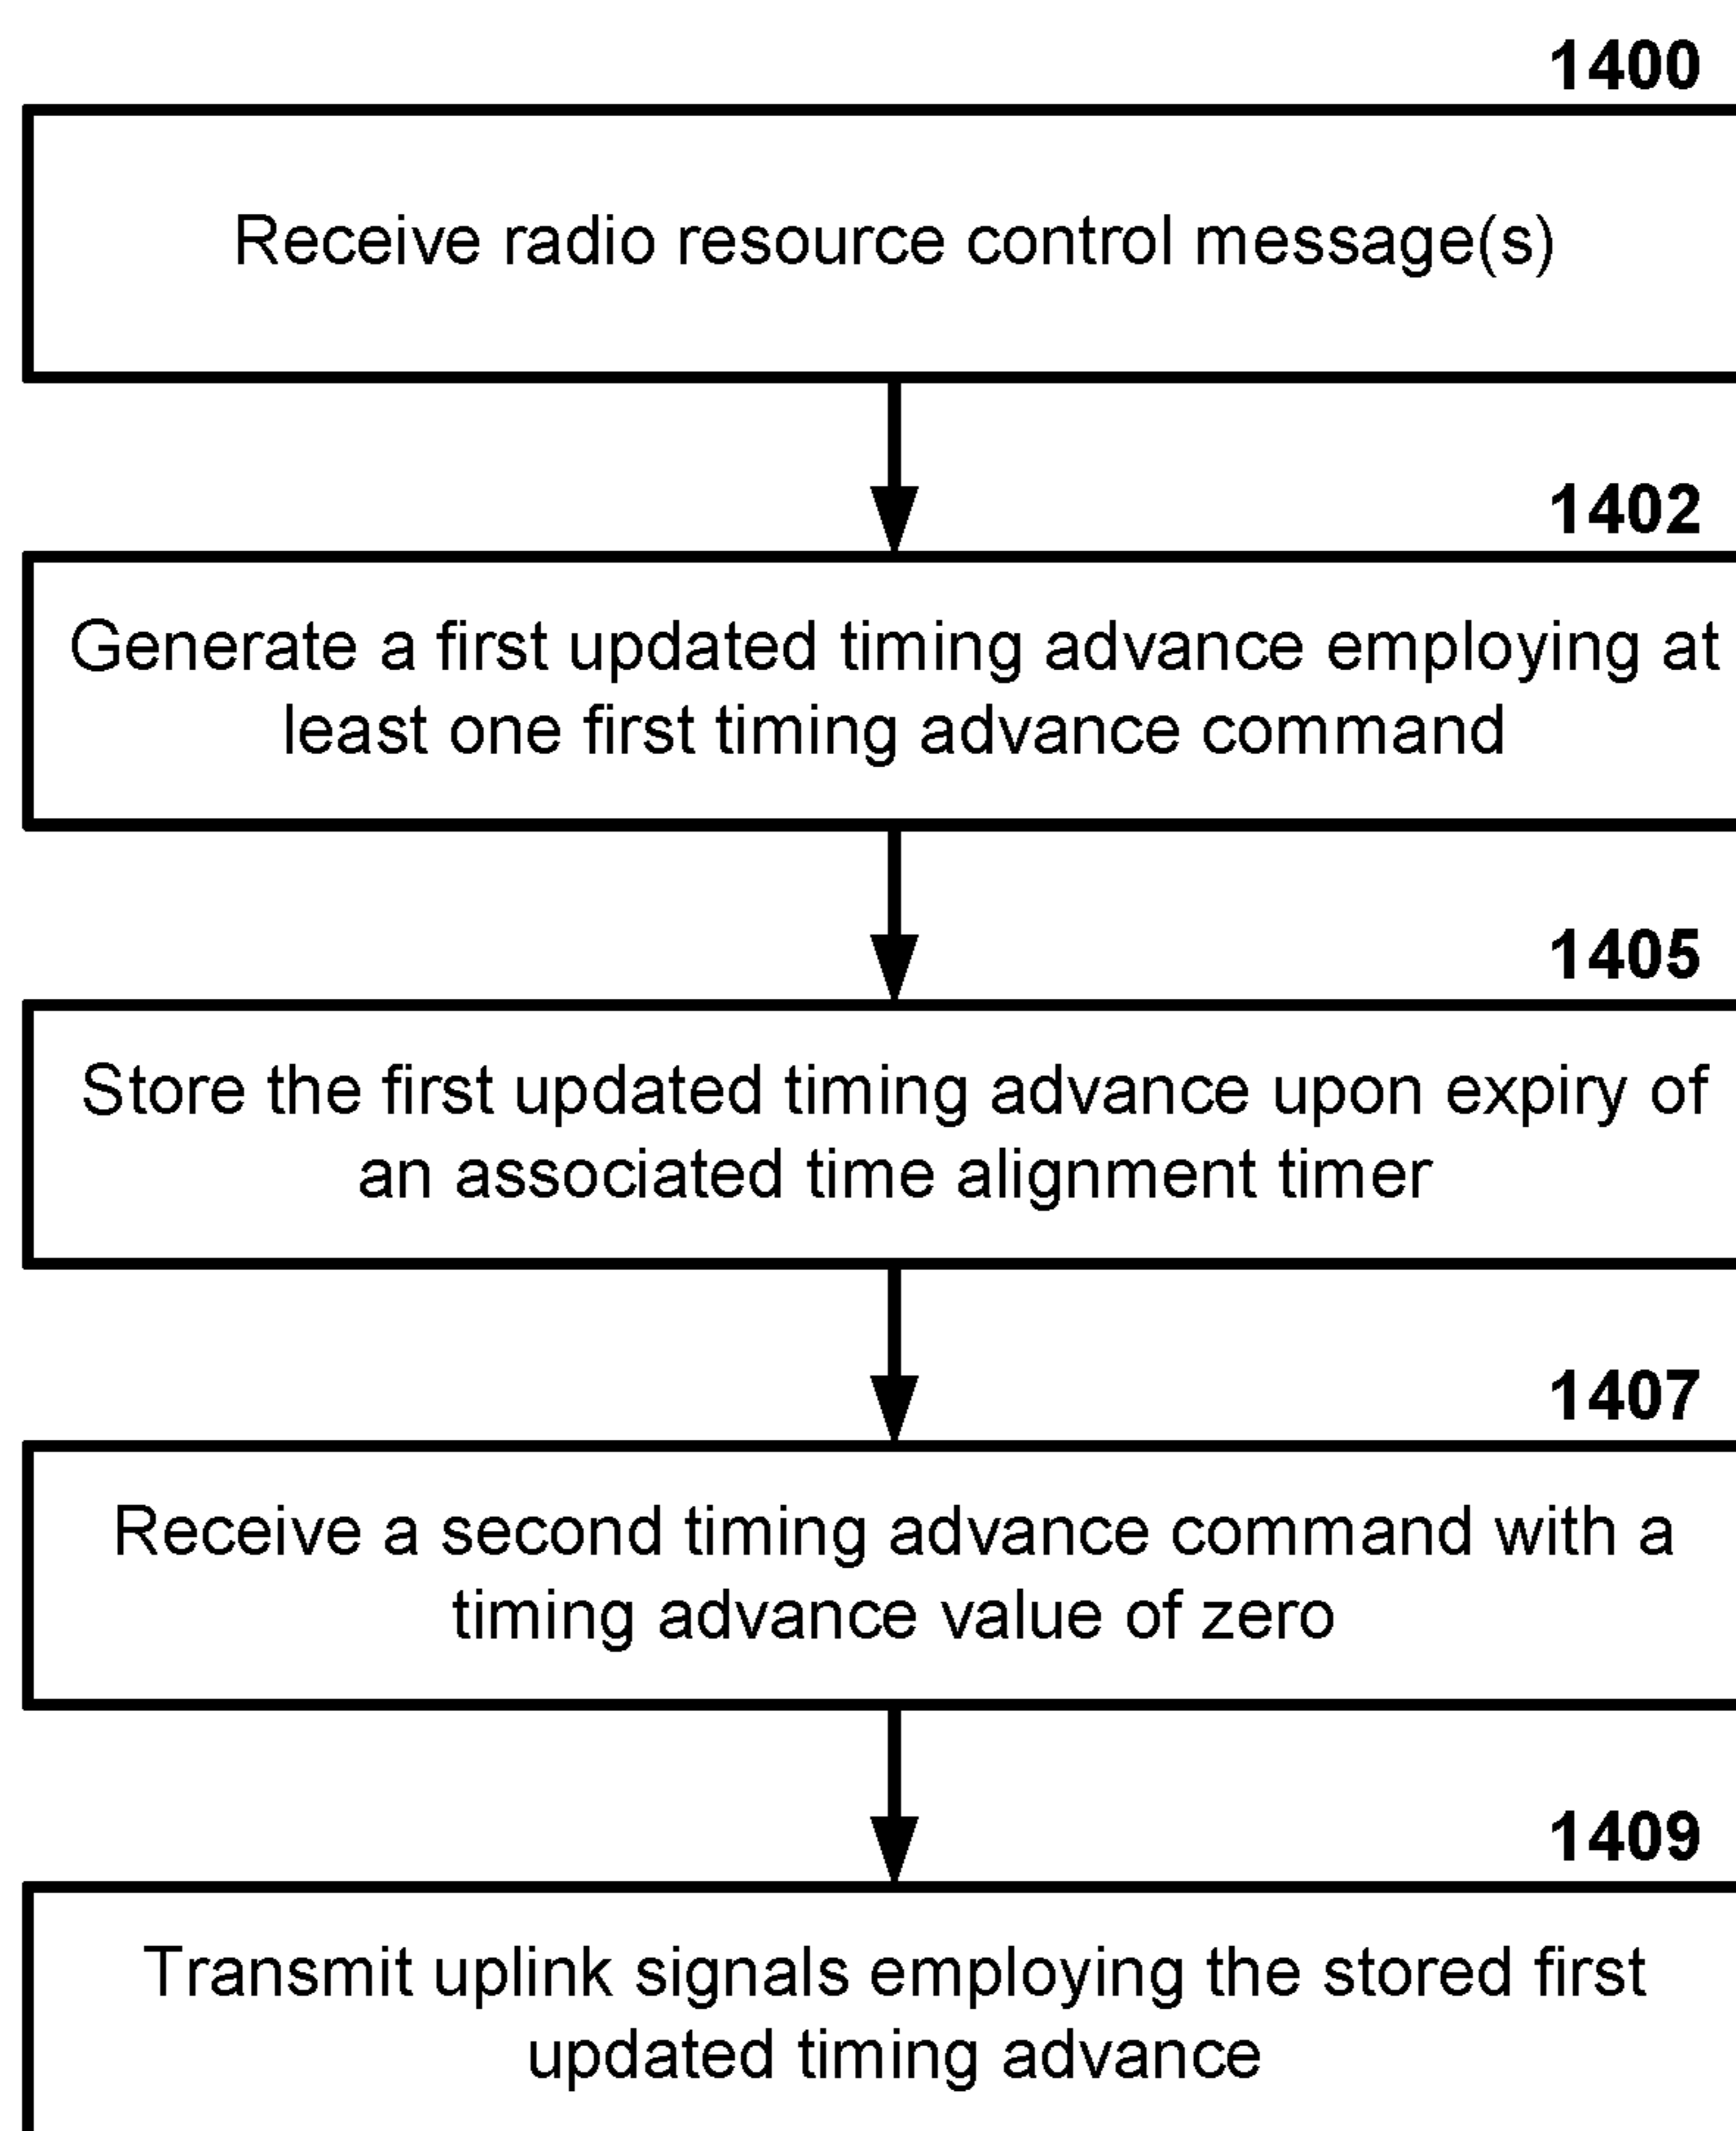 1400
Receive radio resource control message(s)
1402
Generate a first updated timing advance employing at
least one first timing advance command
1405
Store the first updated timing advance upon expiry of
an associated time alignment timer
1407
Receive a second timing advance command with a
timing advance value of zero
1409
Transmit uplink signals employing the stored first
updated timing advance